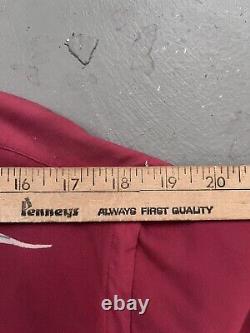 16 17 18 19 20
Penneys ALWAYS FIRST QUALITY